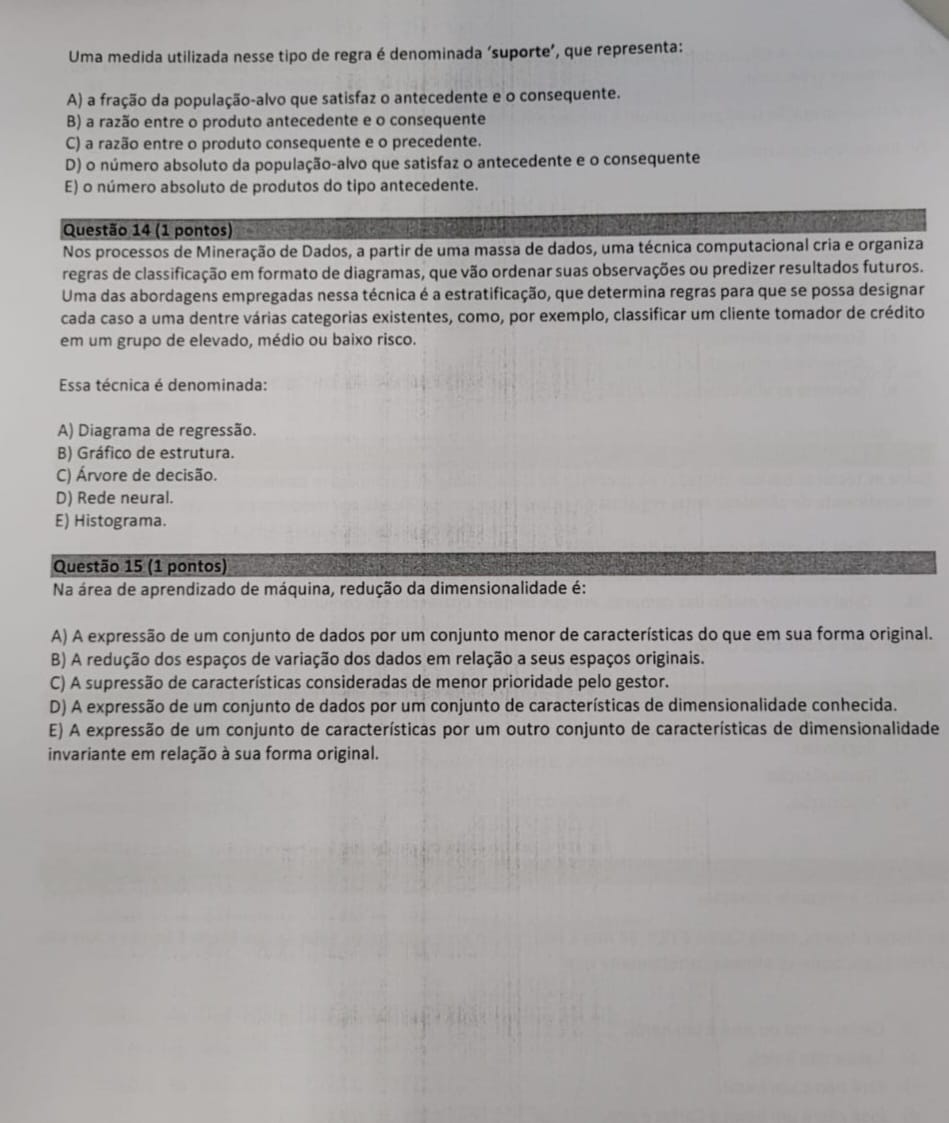 Uma medida utilizada nesse tipo de regra é denominada ‘suporte’, que representa:
A) a fração da população-alvo que satisfaz o antecedente e o consequente.
B) a razão entre o produto antecedente e o consequente
C) a razão entre o produto consequente e o precedente.
D) o número absoluto da população-alvo que satisfaz o antecedente e o consequente
E) o número absoluto de produtos do tipo antecedente.
Questão 14 (1 pontos)
Nos processos de Mineração de Dados, a partir de uma massa de dados, uma técnica computacional cria e organiza
regras de classificação em formato de diagramas, que vão ordenar suas observações ou predizer resultados futuros.
Uma das abordagens empregadas nessa técnica é a estratificação, que determina regras para que se possa designar
cada caso a uma dentre várias categorias existentes, como, por exemplo, classificar um cliente tomador de crédito
em um grupo de elevado, médio ou baixo risco.
Essa técnica é denominada:
A) Diagrama de regressão.
B) Gráfico de estrutura.
C) Árvore de decisão.
D) Rede neural.
E) Histograma.
Questão 15 (1 pontos)
Na área de aprendizado de máquina, redução da dimensionalidade é:
A) A expressão de um conjunto de dados por um conjunto menor de características do que em sua forma original.
B) A redução dos espaços de variação dos dados em relação a seus espaços originais.
C) A supressão de características consideradas de menor prioridade pelo gestor.
D) A expressão de um conjunto de dados por um conjunto de características de dimensionalidade conhecida.
E) A expressão de um conjunto de características por um outro conjunto de características de dimensionalidade
invariante em relação à sua forma original.